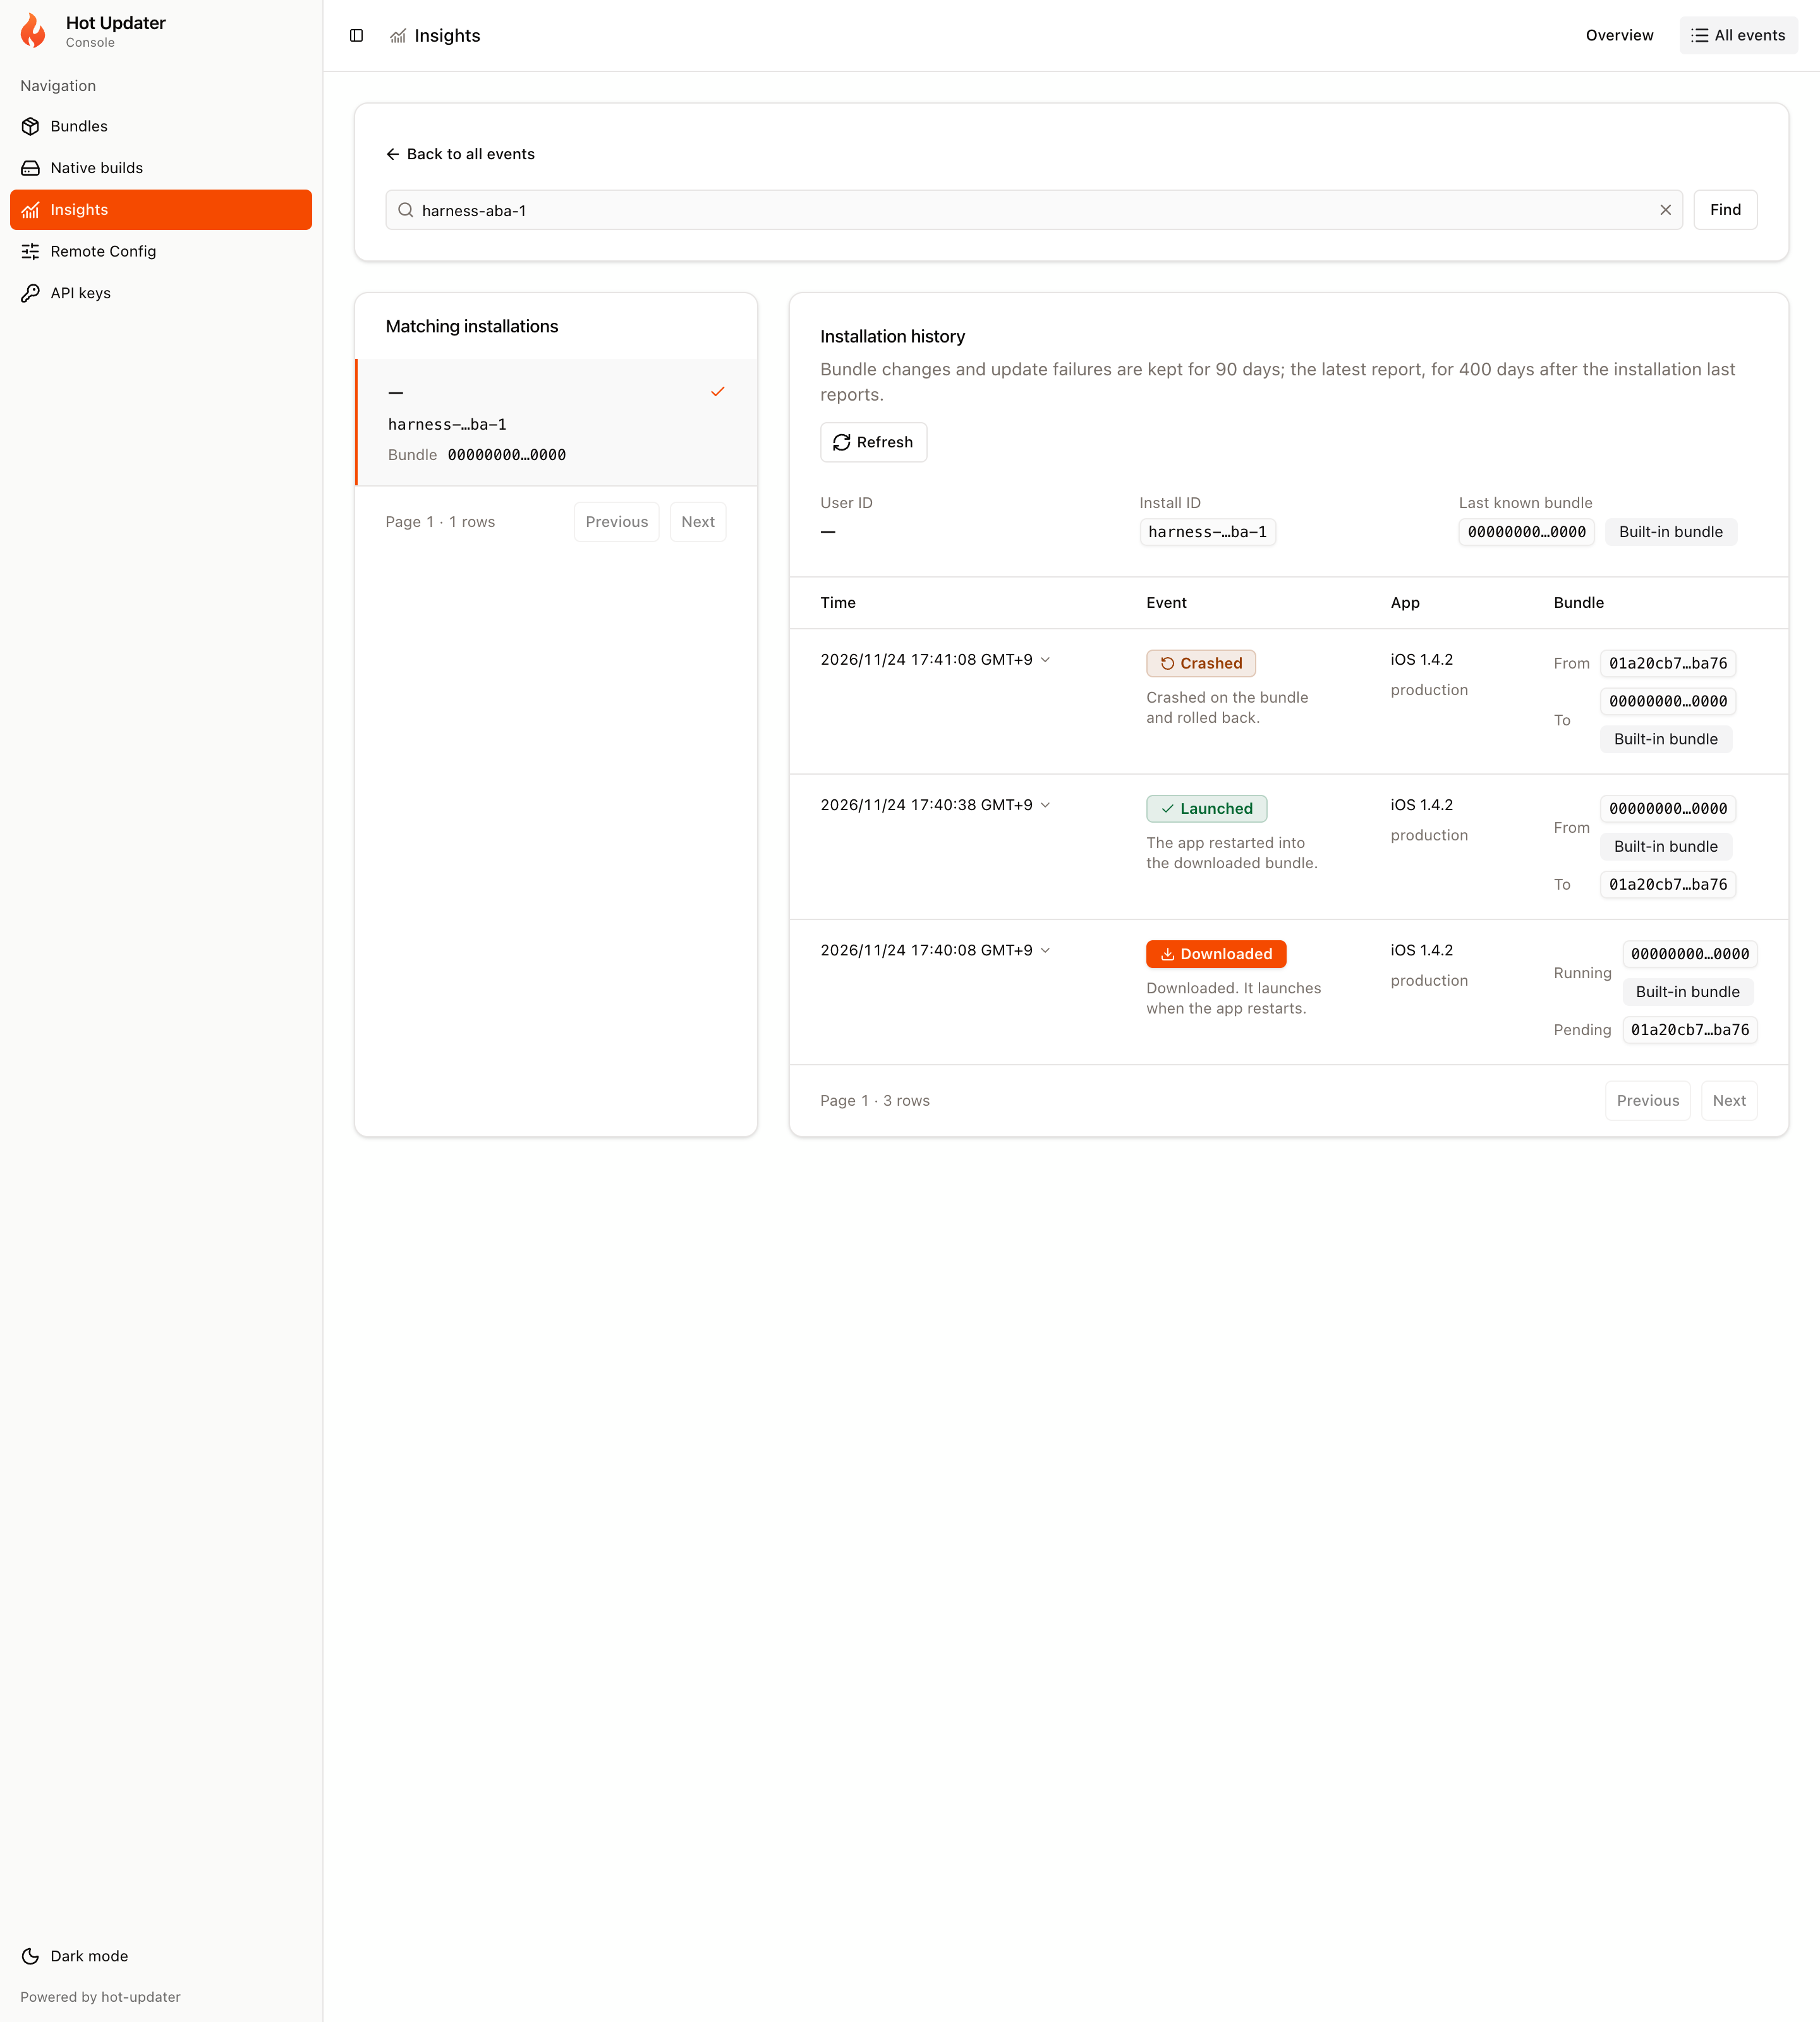 Hot Updater
Console
Navigation
Bundles
Native builds
Insights
Remote Config
API keys
Dark mode
Powered by hot-updater
Insights
Overview
All events
Back to all events
harness-aba-1
Find
Matching installations
—
harness-…ba-1
Bundle 00000000…0000
Page 1 · 1 rows
Previous
Next
Installation history
Bundle changes and update failures are kept for 90 days; the latest report, for 400 days after the installation last
reports.
Refresh
User ID
—
Install ID
harness-…ba-1
Last known bundle
00000000…0000 Built-in bundle
Time Event App Bundle
2026/11/24 17:41:08 GMT+9
Crashed
Crashed on the bundle
and rolled back.
iOS 1.4.2
production
From 01a20cb7…ba76
To 00000000…0000
Built-in bundle
2026/11/24 17:40:38 GMT+9
Launched
The app restarted into
the downloaded bundle.
iOS 1.4.2
production
From 00000000…0000
Built-in bundle
To 01a20cb7…ba76
2026/11/24 17:40:08 GMT+9
Downloaded
Downloaded. It launches
when the app restarts.
iOS 1.4.2
production
Running 00000000…0000
Built-in bundle
Pending 01a20cb7…ba76
Page 1 · 3 rows
Previous
Next